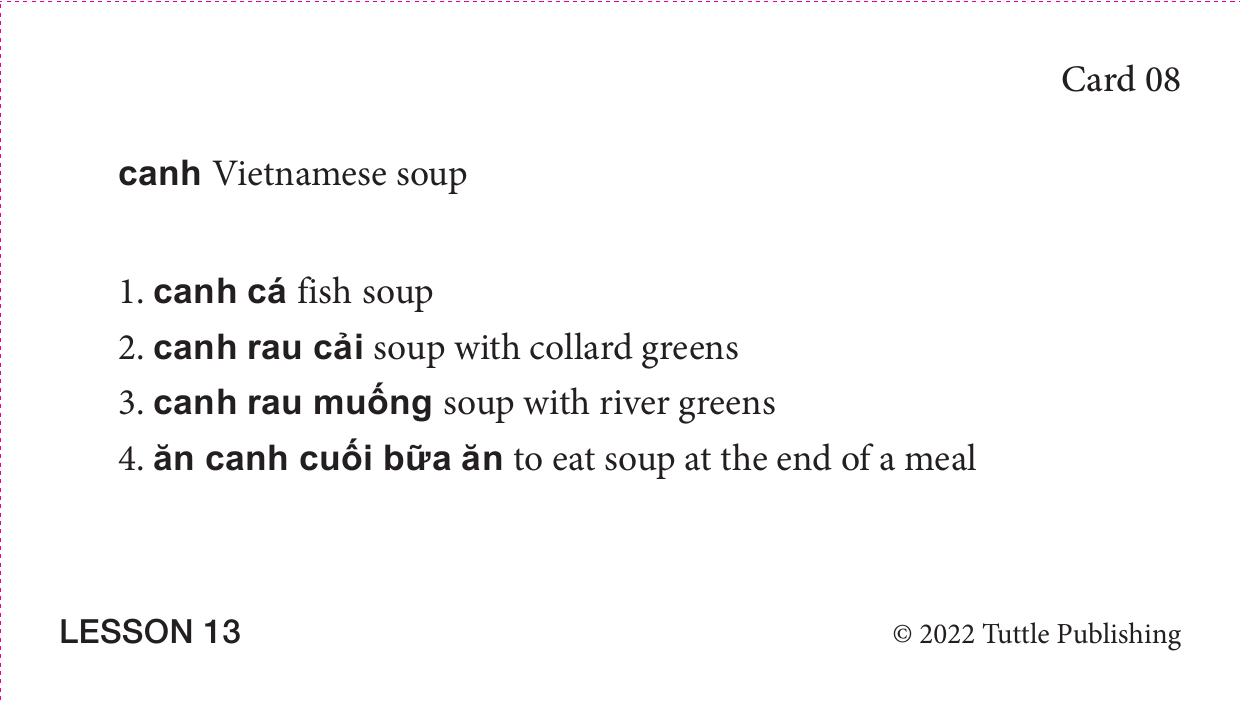 Card 08
canh Vietnamese soup
1. canh cá fish soup
2. canh rau cải soup with collard greens
3. canh rau muống soup with river greens
4. ăn canh cuối bữa ăn to eat soup at the end of a meal
LESSON 13
© 2022 Tuttle Publishing